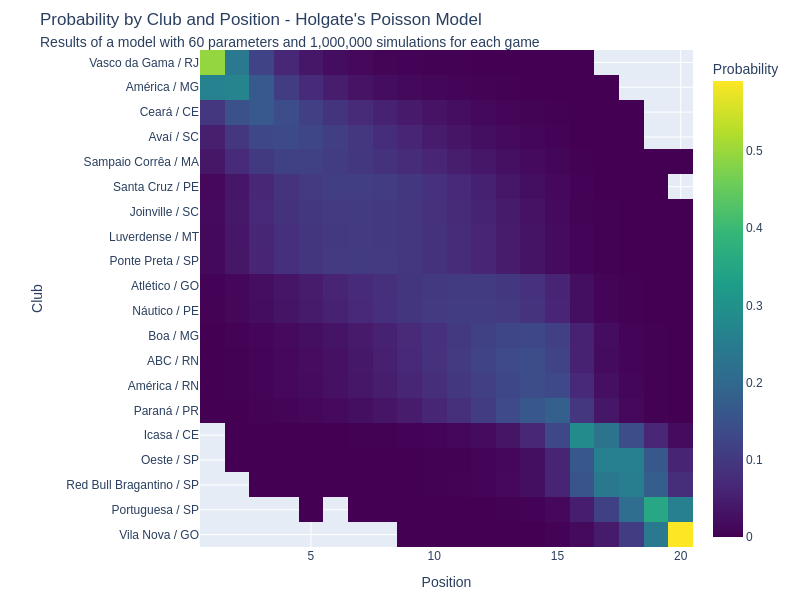 Probability by Club and Position - Holgate's Poisson Model
Results of a model with 60 parameters and 1,000,000 simulations for each game
Probability
Vasco da Gama / RJ
América / MG
Ceará / CE
Avaí / SC
Sampaio Corrêa / MA
Santa Cruz / PE
Joinville / SC
Luverdense / MT
Ponte Preta / SP
Atlético / GO
Náutico / PE
Boa / MG
ABC / RN
América / RN
Paraná / PR
Icasa / CE
Oeste / SP
Red Bull Bragantino / SP
Portuguesa / SP
Vila Nova / GO
Club
5
10
15
20
Position
0.5
0.4
0.3
0.2
0.1
0